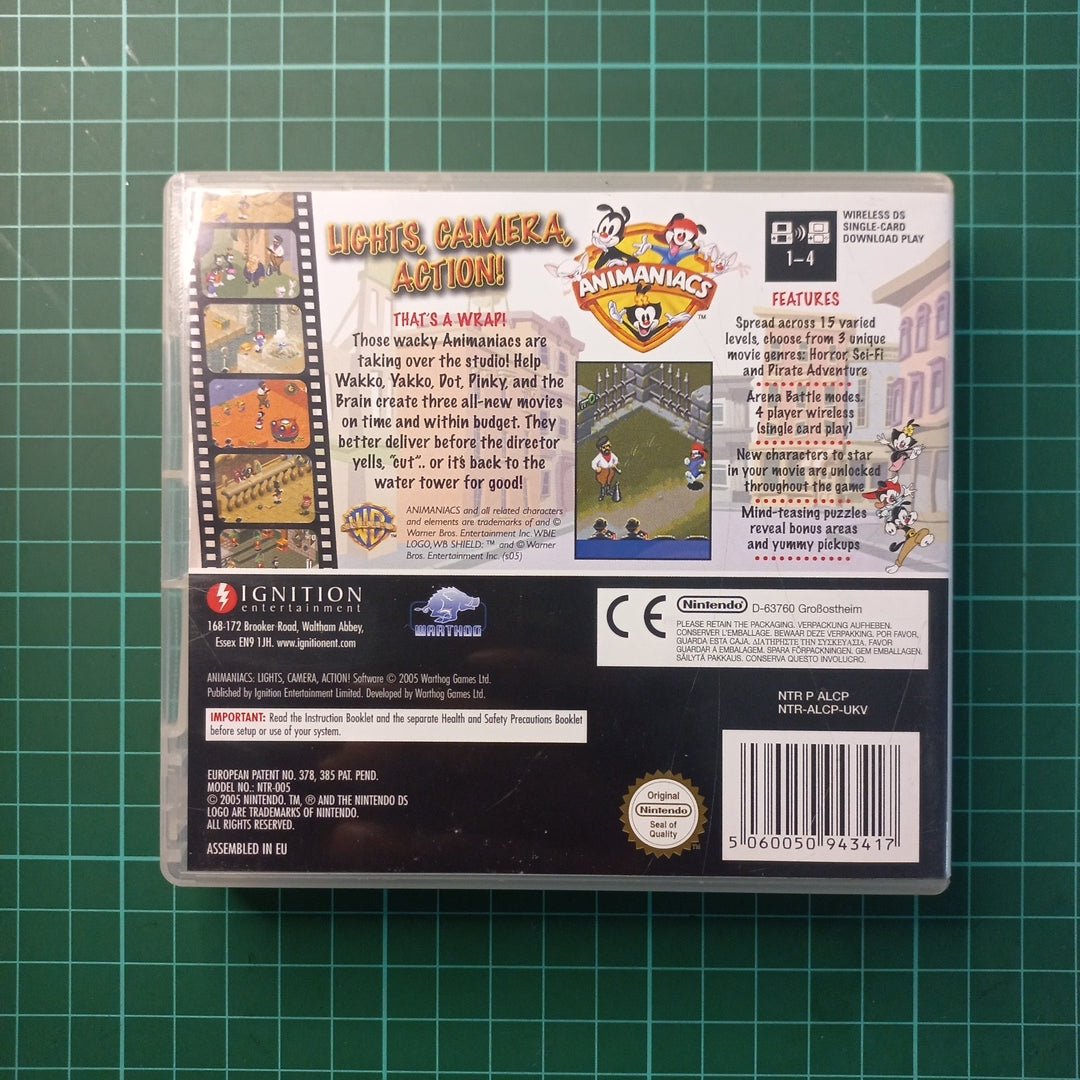 LIGHTS, CAMERA,
ACTION!
THAT'S A WRAP!
Those wacky Animaniacs are
taking over the studio! Help
Wakko, Yakko, Dot, Pinky, and the
Brain create three all-new movies
on time and within budget. They
better deliver before the director
yells, "cut".. or it's back to the
water tower for good!
WB
ANIMANIACS and all related characters
and elements are trademarks of and ©
Warner Bros. Entertainment Inc. WBIE
LOGO, WB SHIELD: ™ and © Warner
Bros. Entertainment Inc. (s05)
ANIMANIACS ™
1–4
WIRELESS DS
SINGLE-CARD
DOWNLOAD PLAY
FEATURES
Spread across 15 varied
levels, choose from 3 unique
movie genres: Horror, Sci-Fi
and Pirate Adventure
Arena Battle modes.
4 player wireless
(single card play)
New characters to star
in your movie are unlocked
throughout the game
Mind-teasing puzzles
reveal bonus areas
and yummy pickups
IGNITION
entertainment
168-172 Brooker Road, Waltham Abbey,
Essex EN9 1JH. www.ignitionent.com
WARTHOG
CE
Nintendo D-63760 Großostheim
PLEASE RETAIN THE PACKAGING. VERPACKUNG AUFHEBEN.
CONSERVER L'EMBALLAGE. BEWAAR DEZE VERPAKKING. POR FAVOR,
GUARDA ESTA CAJA. ΔΙΑΤΗΡΗΣΤΕ ΤΗΝ ΣΥΣΚΕΥΑΣΙΑ. FAVOR
GUARDAR A EMBALAGEM. SPARA FÖRPACKNINGEN. GEM EMBALLAGEN.
SÄILYTÄ PAKKAUS. CONSERVA QUESTO INVOLUCRO.
ANIMANIACS: LIGHTS, CAMERA, ACTION! Software © 2005 Warthog Games Ltd.
Published by Ignition Entertainment Limited. Developed by Warthog Games Ltd.
IMPORTANT: Read the Instruction Booklet and the separate Health and Safety Precautions Booklet
before setup or use of your system.
NTR P ALCP
NTR-ALCP-UKV
EUROPEAN PATENT NO. 378, 385 PAT. PEND.
MODEL NO.: NTR-005
© 2005 NINTENDO. TM, ® AND THE NINTENDO DS
LOGO ARE TRADEMARKS OF NINTENDO.
ALL RIGHTS RESERVED.
ASSEMBLED IN EU
Original
Nintendo
Seal of
Quality
TM
5 060050 943417